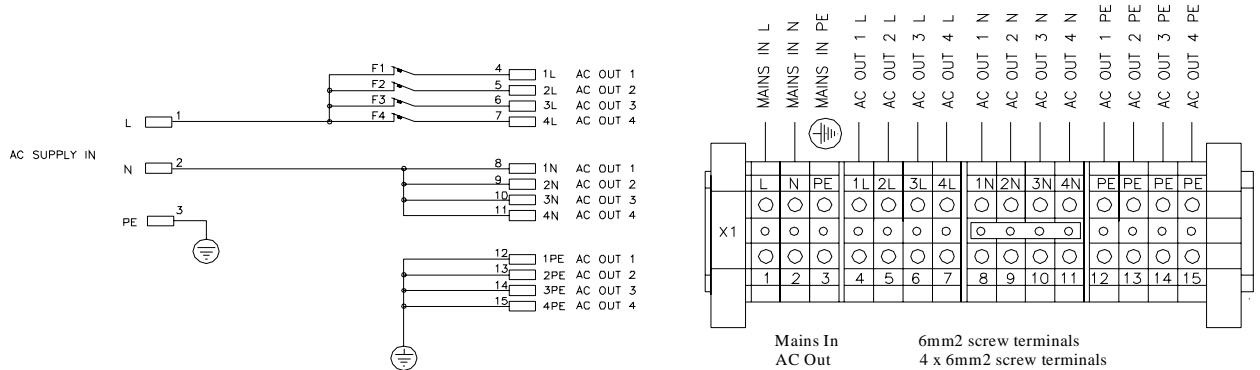 F1 4 1L AC OUT 1
F2 5 2L AC OUT 2
F3 6 3L AC OUT 3
F4 7 4L AC OUT 4
L 1
AC SUPPLY IN
N 2
8 1N AC OUT 1
9 2N AC OUT 2
10 3N AC OUT 3
11 4N AC OUT 4
PE 3
12 1PE AC OUT 1
13 2PE AC OUT 2
14 3PE AC OUT 3
15 4PE AC OUT 4
MAINS IN L
MAINS IN N
MAINS IN PE
AC OUT 1 L
AC OUT 2 L
AC OUT 3 L
AC OUT 4 L
AC OUT 1 N
AC OUT 2 N
AC OUT 3 N
AC OUT 4 N
AC OUT 1 PE
AC OUT 2 PE
AC OUT 3 PE
AC OUT 4 PE
L N PE 1L 2L 3L 4L 1N 2N 3N 4N PE PE PE PE
X1
1 2 3 4 5 6 7 8 9 10 11 12 13 14 15
Mains In 6mm2 screw terminals
AC Out 4 x 6mm2 screw terminals